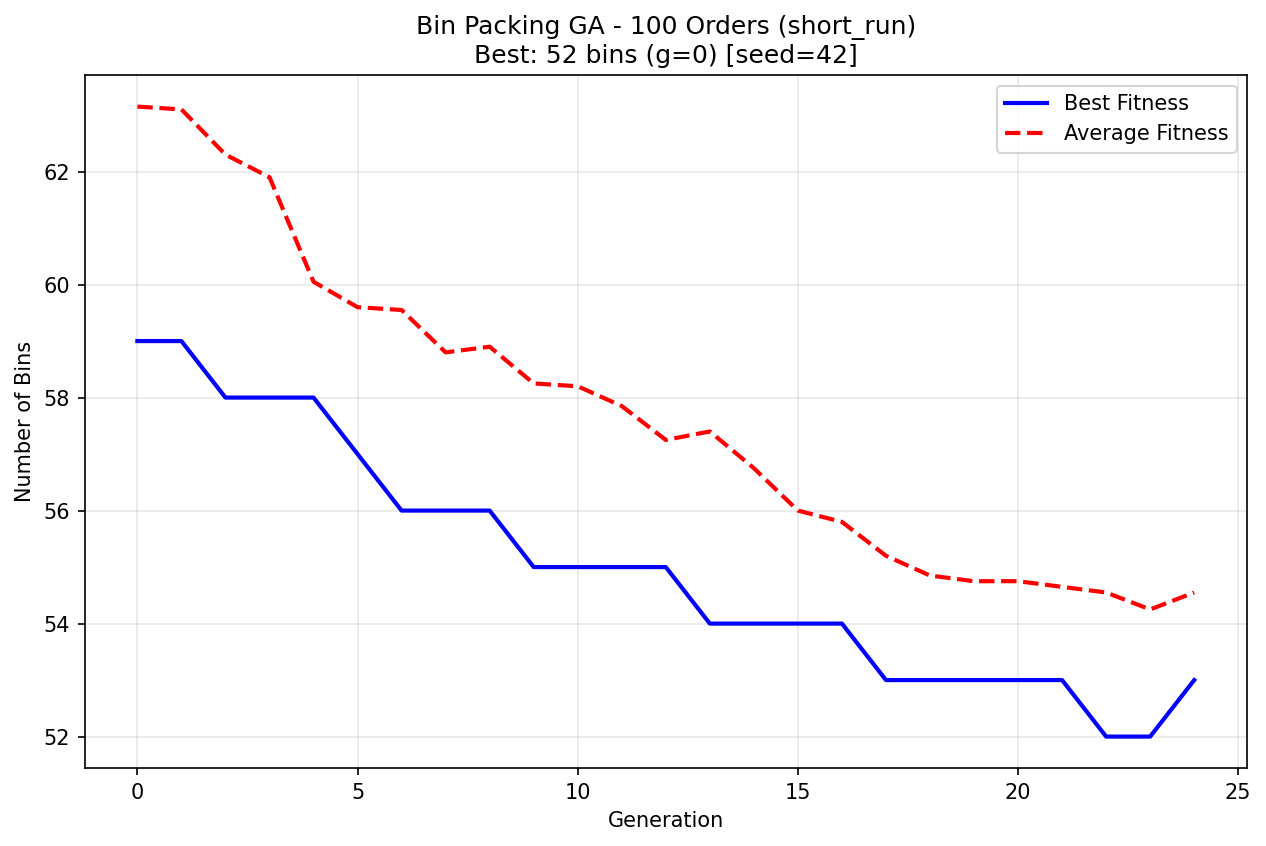 Bin Packing GA - 100 Orders (short_run)
Best: 52 bins (g=0) [seed=42]
Best Fitness
Average Fitness
Number of Bins
62
60
58
56
54
52
0 5 10 15 20 25
Generation